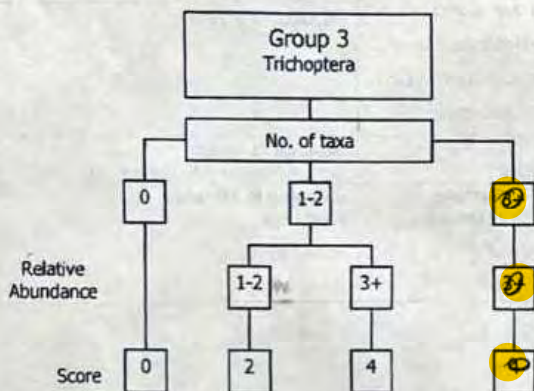 Group 3
Trichoptera
No. of taxa
0 1-2
Relative
Abundance
1-2 3+
Score
0 2 4